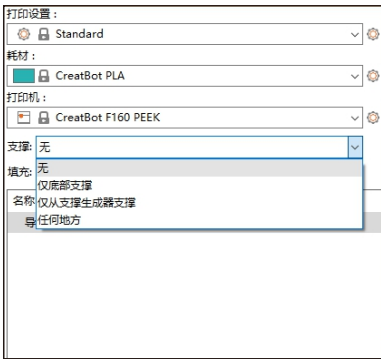 打印设置：
Standard
耗材：
CreatBot PLA
打印机：
CreatBot F160 PEEK
支撑: 无
填充:
无
仅底部支撑
名称
仅从支撑生成器支撑
导
任何地方